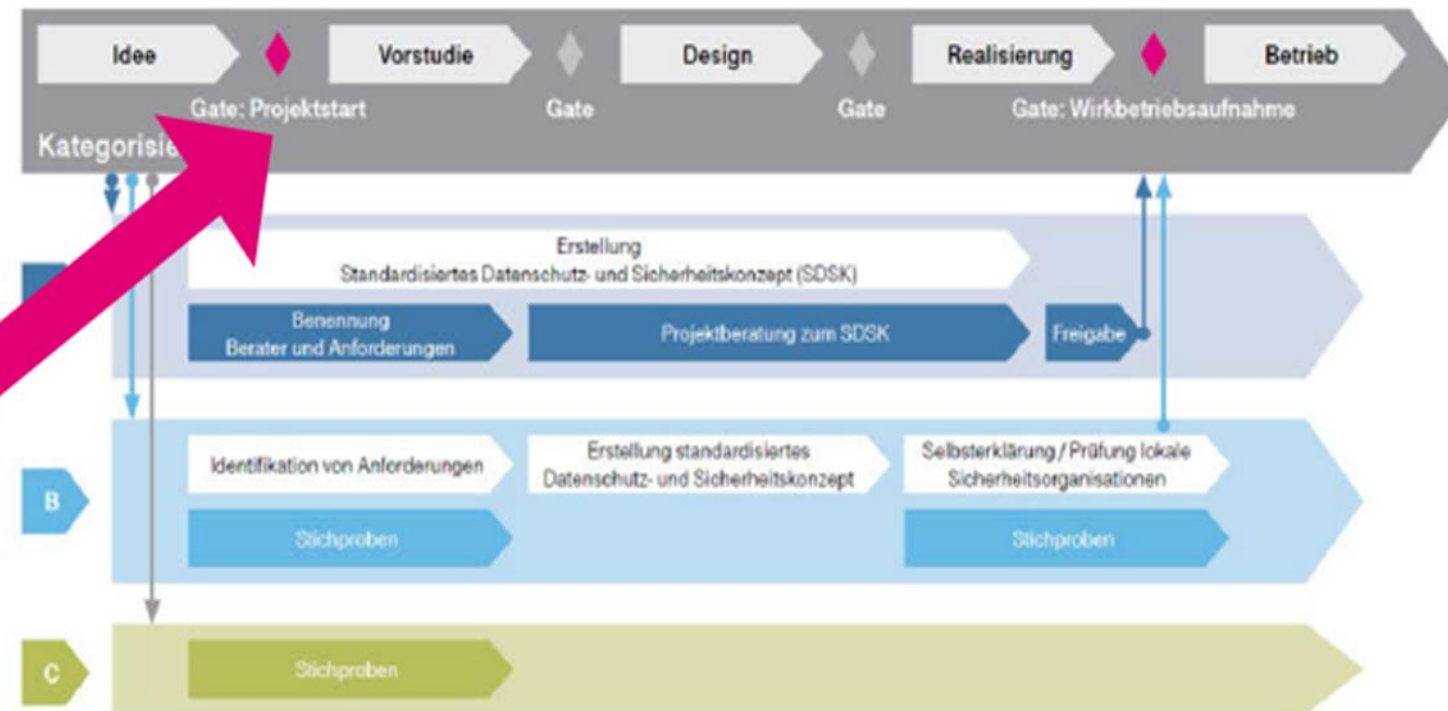 Idee
Vorstudie
Design
Realisierung
Betrieb
Gate: Projektstart
Gate
Gate
Gate: Wirkbetriebsaufnahme
Erstellung
Standardisiertes Datenschutz- und Sicherheitskonzept (SDSK)
Benennung
Berater und Anforderungen
Projektberatung zum SDSK
Freigabe
B
Identifikation von Anforderungen
Erstellung standardisiertes
Datenschutz- und Sicherheitskonzept
Selbsterklärung / Prüfung lokale
Sicherheitsorganisationen
Stichproben
Stichproben
C
Stichproben